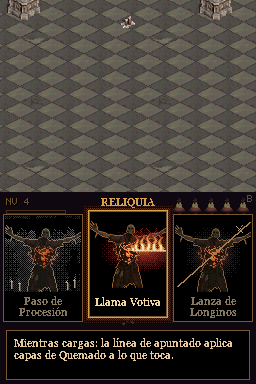 NV 4
RELIQUIA
B
Paso de
Procesión
Llama Votiva
Lanza de
Longinos
Mientras cargas: la línea de apuntado aplica
capas de Quemado a lo que toca.